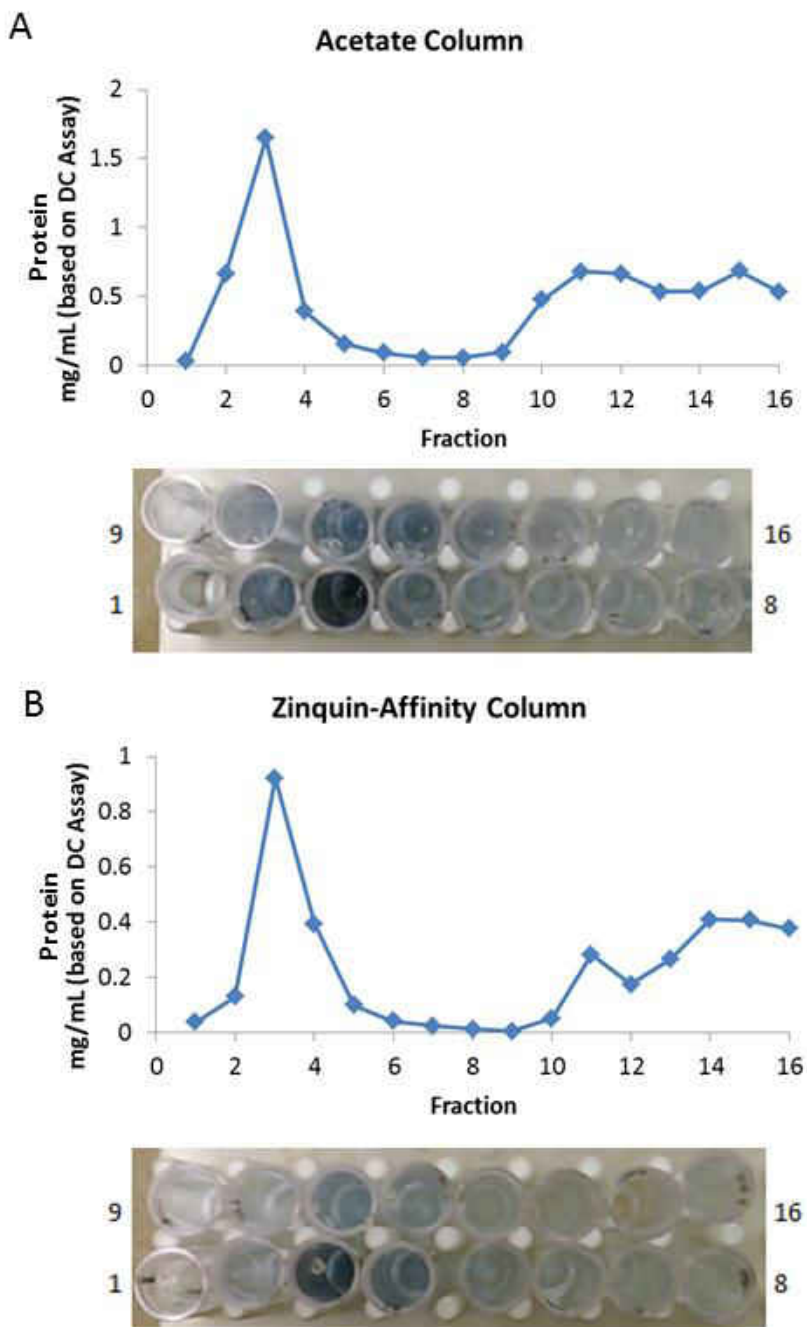 A
Acetate Column
Protein
mg/mL (based on DC Assay)
2
1.5
1
0.5
0
0 2 4 6 8 10 12 14 16
Fraction
9 16
1 8
B
Zinquin-Affinity Column
Protein
mg/mL (based on DC Assay)
1
0.8
0.6
0.4
0.2
0
0 2 4 6 8 10 12 14 16
Fraction
9 16
1 8